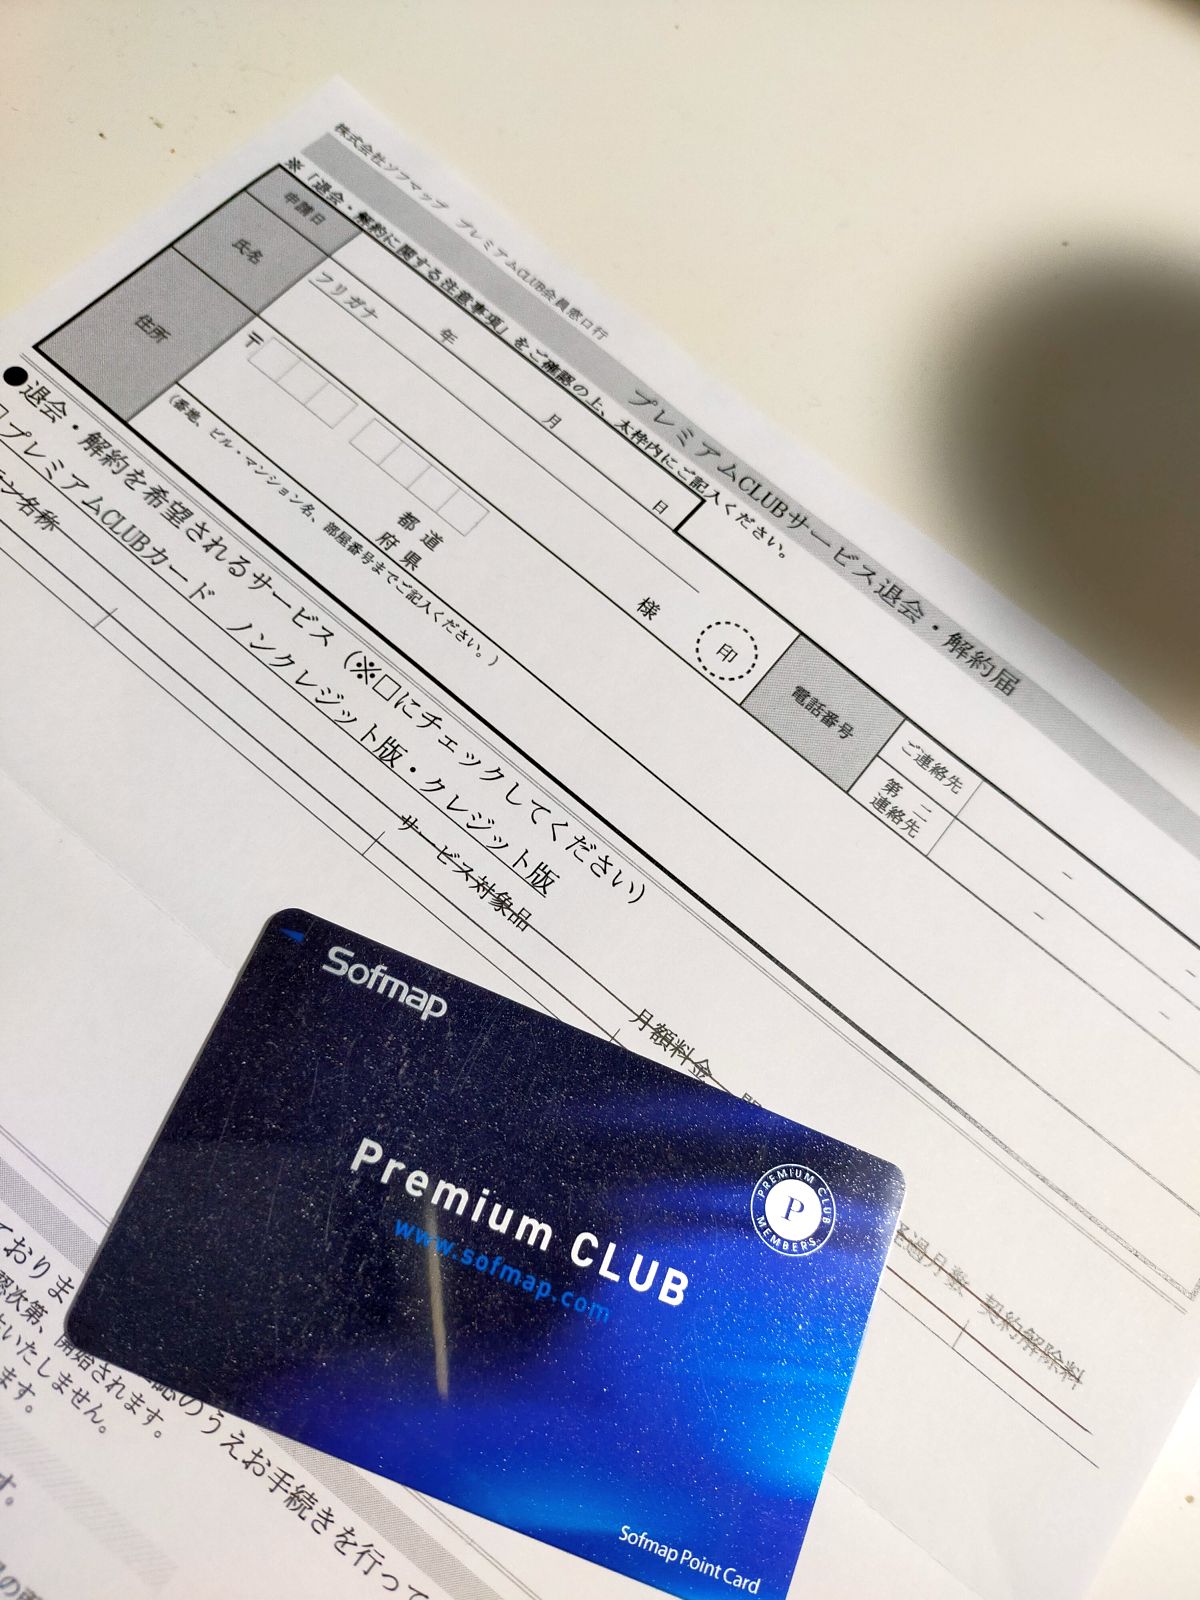 株式会社ソフマップ プレミアムCLUB会員窓口行
プレミアムCLUBサービス退会・解約届
※「退会・解約に関する注意事項」をご確認の上、太枠内にご記入ください。
申請日 年 月 日
氏名 フリガナ 様 印
電話番号 ご連絡先 - -
第二連絡先 - -
住所 〒 都道府県
(番地、ビル・マンション名、部屋番号までご記入ください。)
●退会・解約を希望されるサービス(※□にチェックしてください)
□プレミアムCLUBカード ノンクレジット版・クレジット版
名称 サービス対象品 月額料金 経過月数 契約解除料
Sofmap
Premium CLUB
www.sofmap.com
PREMIUM CLUB MEMBERS
P
Sofmap Point Card
ておりま
認次第、開始されます。
いたしません。
ます。
のうえお手続きを行って
す。